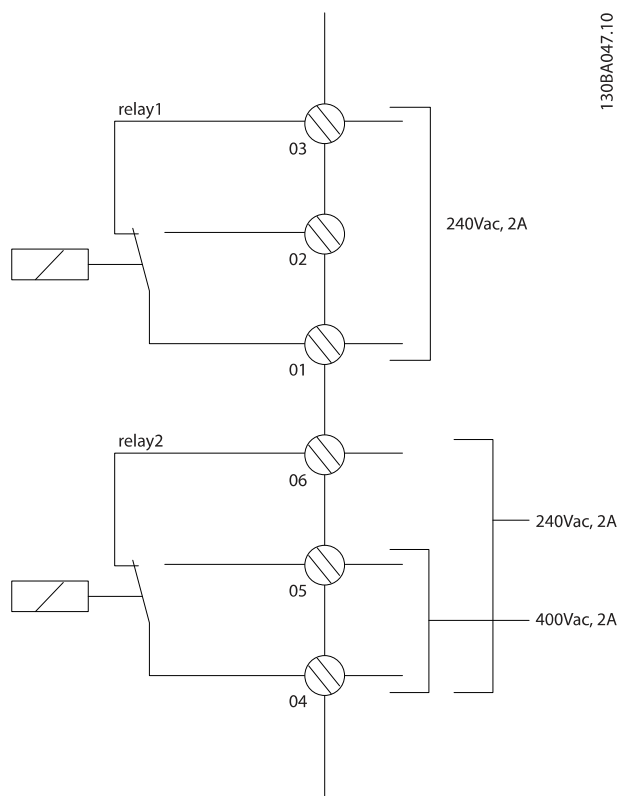 130BA047.10
relay1
03
240Vac, 2A
02
01
relay2
06
240Vac, 2A
05
400Vac, 2A
04